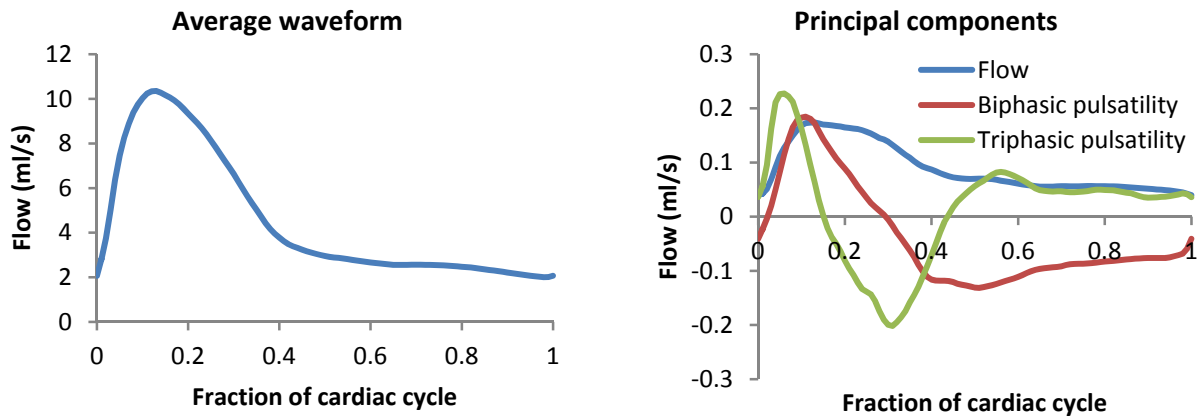 Average waveform
Flow (ml/s)
12
10
8
6
4
2
0
0 0.2 0.4 0.6 0.8 1
Fraction of cardiac cycle
Principal components
Flow (ml/s)
0.3
0.2
0.1
0
-0.1
-0.2
-0.3
Flow
Biphasic pulsatility
Triphasic pulsatility
0 0.2 0.4 0.6 0.8 1
Fraction of cardiac cycle